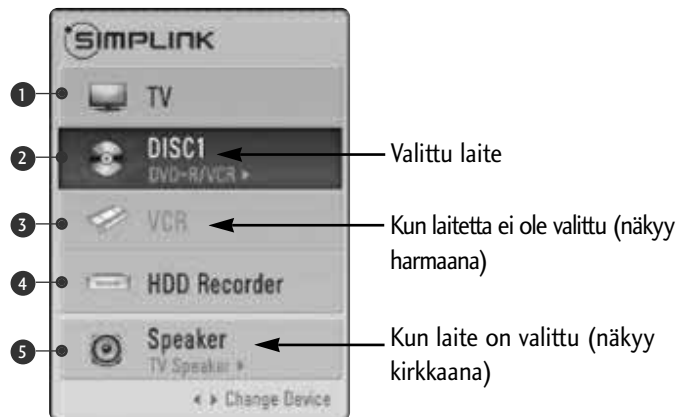 SIMPLINK
1 TV
2 DISC1 Valittu laite
DVD-R/VCR ▸
3 VCR Kun laitetta ei ole valittu (näkyy
harmaana)
4 HDD Recorder
5 Speaker Kun laite on valittu (näkyy
TV Speaker ▸ kirkkaana)
◂ ▸ Change Device